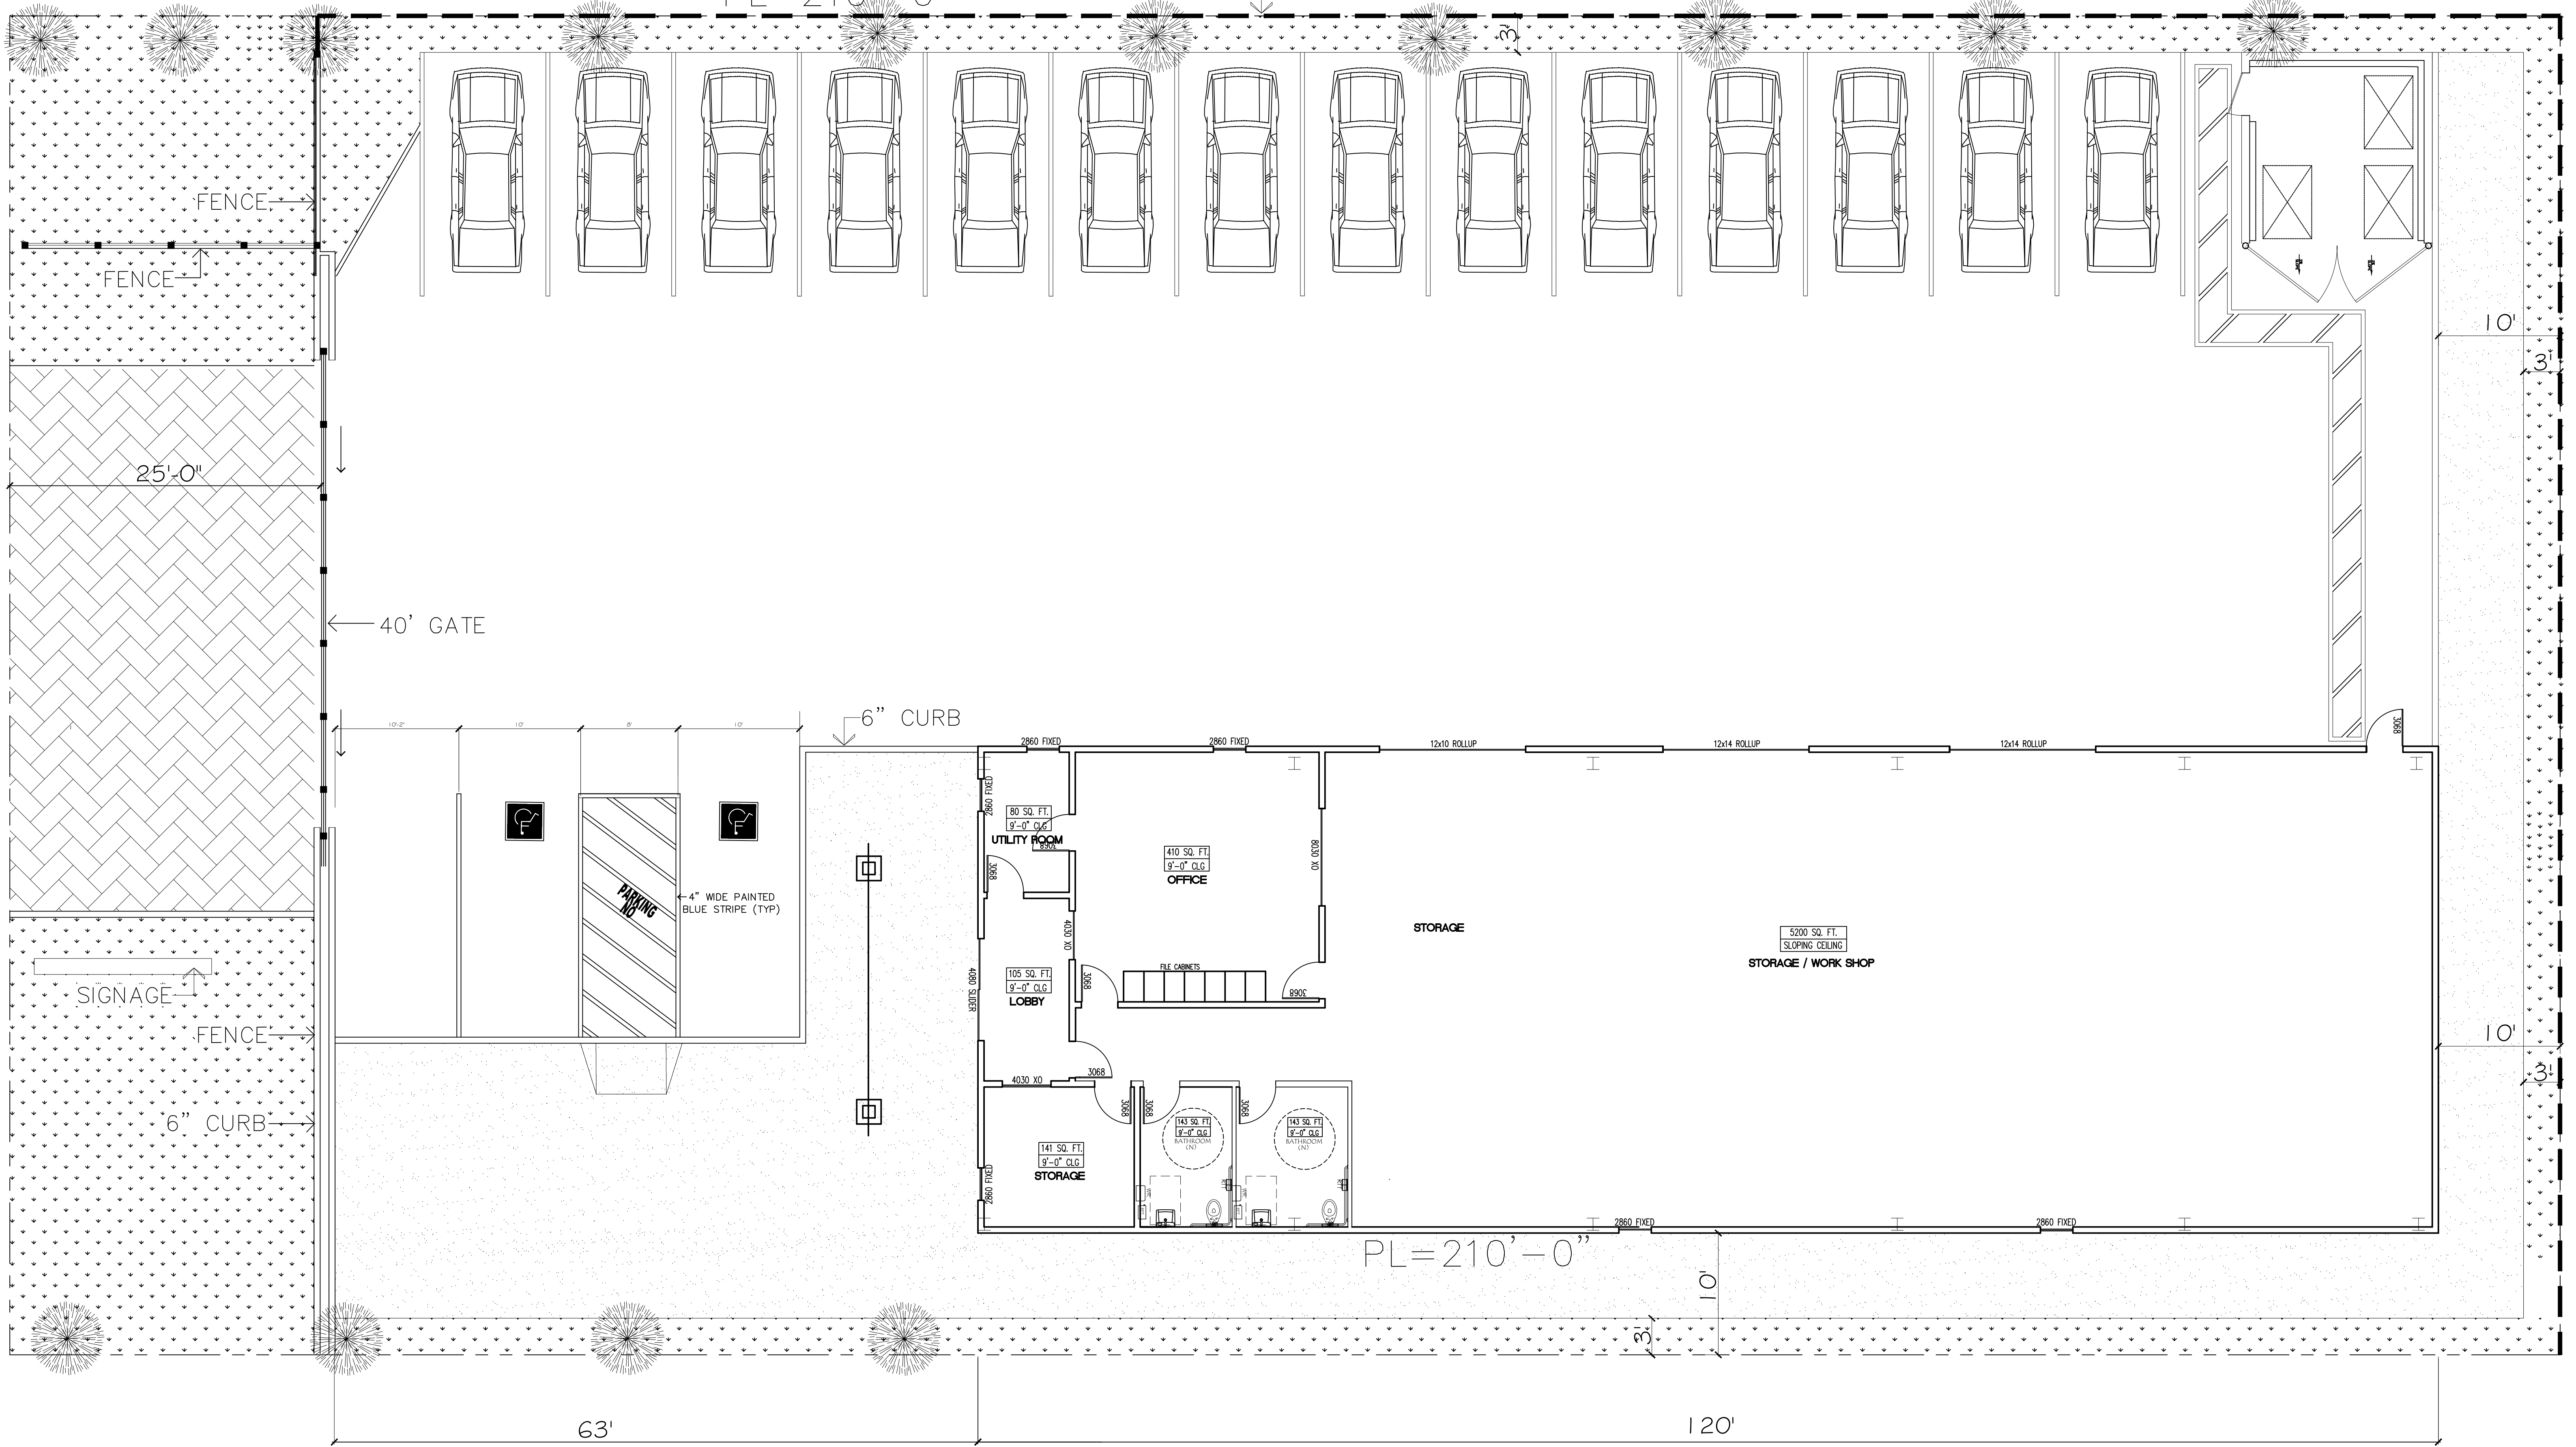 3'
FENCE
FENCE
10'
3'
25'-0"
40' GATE
6" CURB
10'-2"
10'
8'
10'
2860 FIXED
2860 FIXED
12x10 ROLLUP
12x14 ROLLUP
12x14 ROLLUP
3068
2860 FIXED
80 SQ. FT.
9'-0" CLG
UTILITY ROOM
3068
3068
410 SQ. FT.
9'-0" CLG
OFFICE
8030 XO
4" WIDE PAINTED
BLUE STRIPE (TYP)
NO
PARKING
4030 XO
STORAGE
5200 SQ. FT.
SLOPING CEILING
STORAGE / WORK SHOP
FILE CABINETS
3068
3068
105 SQ. FT.
9'-0" CLG
LOBBY
4080 SLIDER
SIGNAGE
FENCE
10'
3'
3068
4030 XO
6" CURB
3068
3068
3068
143 SQ. FT.
9'-0" CLG
BATHROOM
(N)
143 SQ. FT.
9'-0" CLG
BATHROOM
(N)
141 SQ. FT.
9'-0" CLG
STORAGE
2860 FIXED
2860 FIXED
2860 FIXED
PL=210'-0"
10'
3'
63'
120'